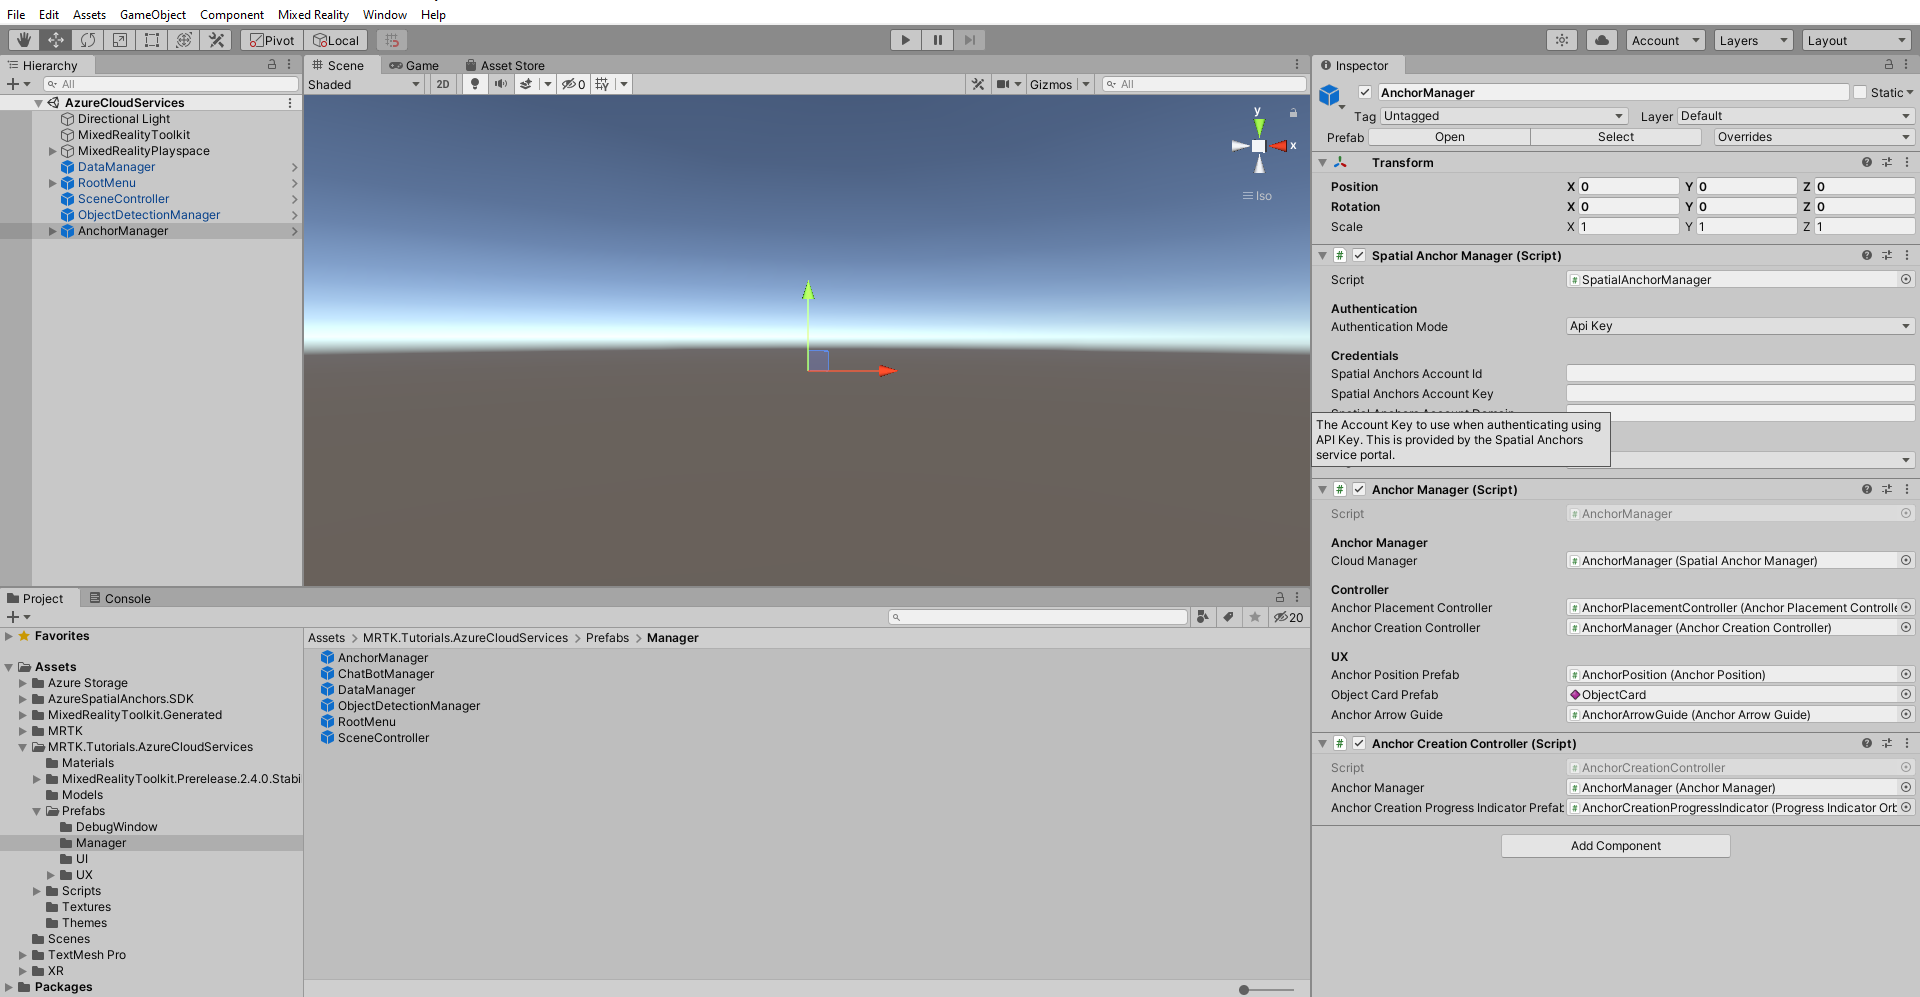 File Edit Assets GameObject Component Mixed Reality Window Help
Pivot Local Account Layers Layout
Hierarchy
All
AzureCloudServices
Directional Light
MixedRealityToolkit
MixedRealityPlayspace
DataManager
RootMenu
SceneController
ObjectDetectionManager
AnchorManager
Scene Game Asset Store
Shaded 2D 0 Gizmos All
y
x
Iso
Project Console
20
Favorites
Assets
Azure Storage
AzureSpatialAnchors.SDK
MixedRealityToolkit.Generated
MRTK
MRTK.Tutorials.AzureCloudServices
Materials
MixedRealityToolkit.Prerelease.2.4.0.Stabi
Models
Prefabs
DebugWindow
Manager
UI
UX
Scripts
Textures
Themes
Scenes
TextMesh Pro
XR
Packages
Assets > MRTK.Tutorials.AzureCloudServices > Prefabs > Manager
AnchorManager
ChatBotManager
DataManager
ObjectDetectionManager
RootMenu
SceneController
Inspector
AnchorManager Static
Tag Untagged Layer Default
Prefab Open Select Overrides
Transform
Position X 0 Y 0 Z 0
Rotation X 0 Y 0 Z 0
Scale X 1 Y 1 Z 1
# Spatial Anchor Manager (Script)
Script # SpatialAnchorManager
Authentication
Authentication Mode Api Key
Credentials
Spatial Anchors Account Id
Spatial Anchors Account Key
Spatial Anchors Account Domain
The Account Key to use when authenticating using
API Key. This is provided by the Spatial Anchors
service portal.
# Anchor Manager (Script)
Script # AnchorManager
Anchor Manager
Cloud Manager # AnchorManager (Spatial Anchor Manager)
Controller
Anchor Placement Controller # AnchorPlacementController (Anchor Placement Controlle
Anchor Creation Controller # AnchorManager (Anchor Creation Controller)
UX
Anchor Position Prefab # AnchorPosition (Anchor Position)
Object Card Prefab ObjectCard
Anchor Arrow Guide # AnchorArrowGuide (Anchor Arrow Guide)
# Anchor Creation Controller (Script)
Script # AnchorCreationController
Anchor Manager # AnchorManager (Anchor Manager)
Anchor Creation Progress Indicator Prefab # AnchorCreationProgressIndicator (Progress Indicator Orb
Add Component